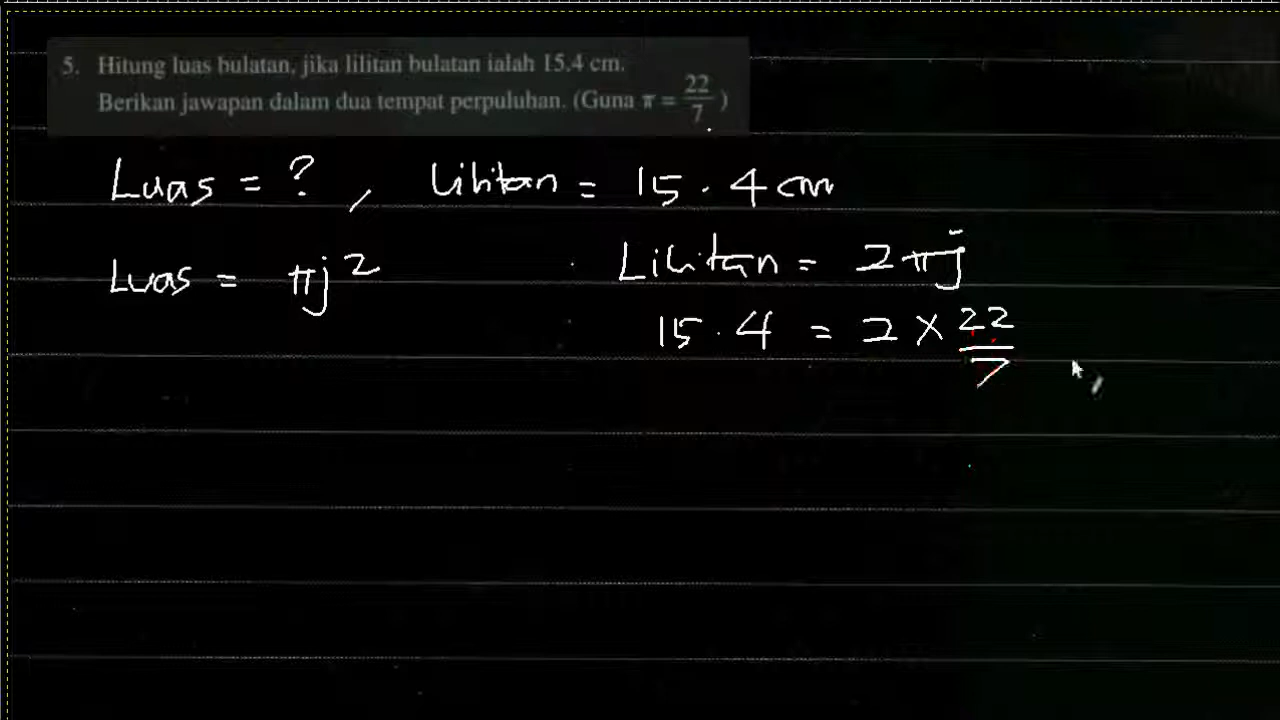 5. Hitung luas bulatan, jika lilitan bulatan ialah 15.4 cm.
Berikan jawapan dalam dua tempat perpuluhan. (Guna π = 22/7)
Luas = ? , Lilitan = 15.4 cm
Luas = πj²
Lilitan = 2πj
15.4 = 2 × 22/7